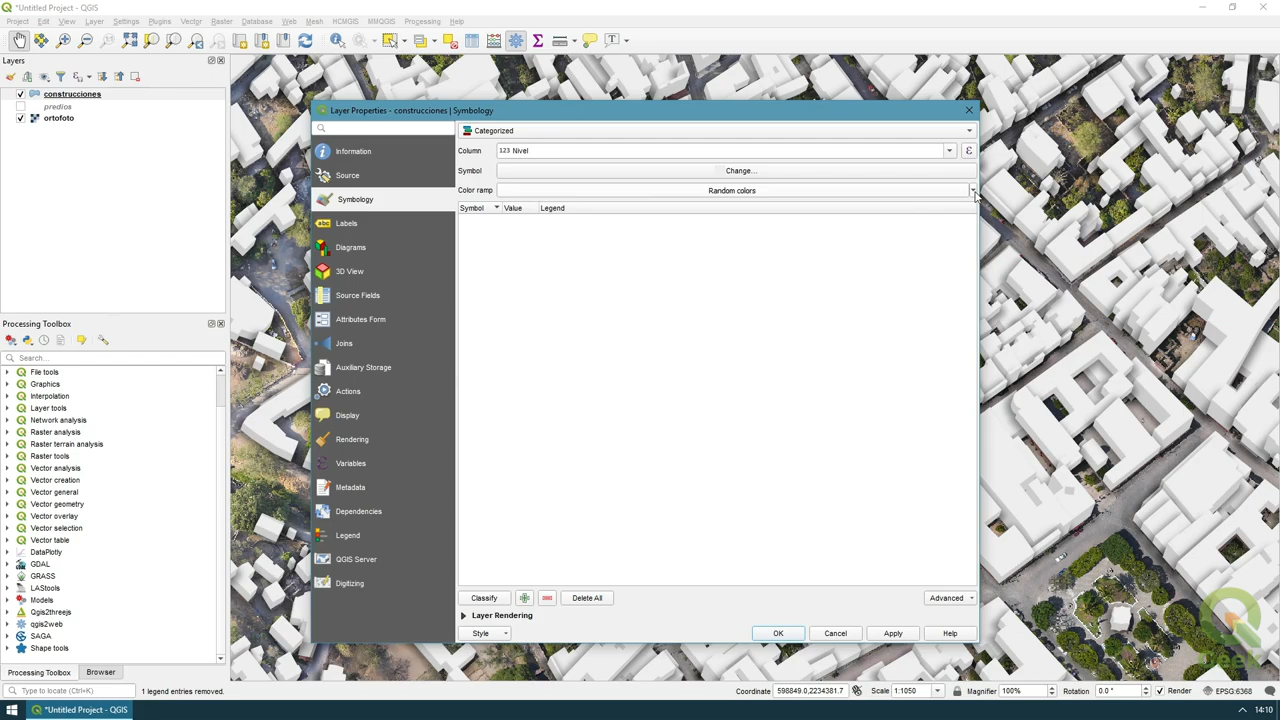 *Untitled Project - QGIS
Project Edit View Layer Settings Plugins Vector Raster Database Web Mesh HCMGIS MMQGIS Processing Help
Layers
construcciones
predios
ortofoto
Processing Toolbox
Search...
File tools
Graphics
Interpolation
Layer tools
Network analysis
Raster analysis
Raster terrain analysis
Raster tools
Vector analysis
Vector creation
Vector general
Vector geometry
Vector overlay
Vector selection
Vector table
DataPlotly
GDAL
GRASS
LAStools
Models
Qgis2threejs
qgis2web
SAGA
Shape tools
Processing Toolbox Browser
Layer Properties - construcciones | Symbology
Information
Source
Symbology
abc Labels
Diagrams
3D View
Source Fields
Attributes Form
Joins
Auxiliary Storage
Actions
Display
Rendering
Variables
Metadata
Dependencies
Legend
QGIS Server
Digitizing
Categorized
Column 123 Nivel ε
Symbol Change...
Color ramp Random colors
Symbol Value Legend
Classify Delete All Advanced
Layer Rendering
Style OK Cancel Apply Help
Type to locate (Ctrl+K) 1 legend entries removed. Coordinate 598849.0,2234381.7 Scale 1:1050 Magnifier 100% Rotation 0.0 ° Render EPSG:6368
*Untitled Project - QGIS 14:10